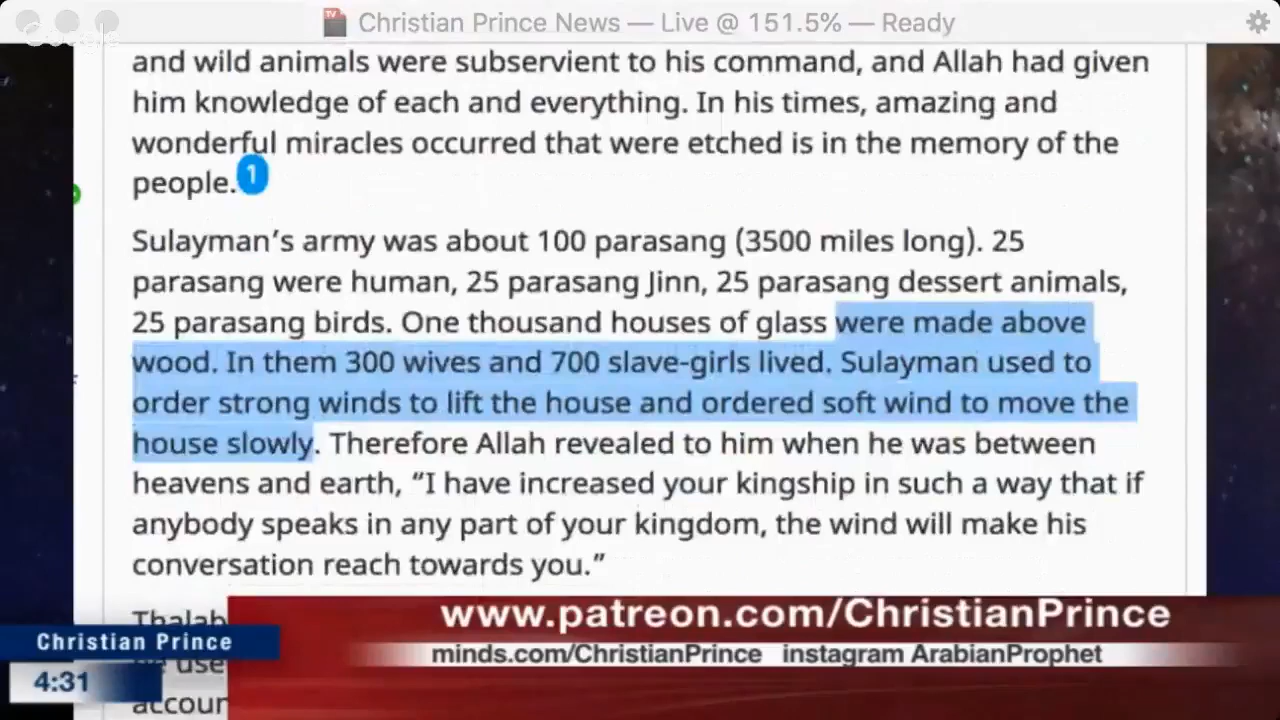 Christian Prince News — Live @ 151.5% — Ready
Google
and wild animals were subservient to his command, and Allah had given
him knowledge of each and everything. In his times, amazing and
wonderful miracles occurred that were etched is in the memory of the
people.1
Sulayman’s army was about 100 parasang (3500 miles long). 25
parasang were human, 25 parasang Jinn, 25 parasang dessert animals,
25 parasang birds. One thousand houses of glass were made above
wood. In them 300 wives and 700 slave-girls lived. Sulayman used to
order strong winds to lift the house and ordered soft wind to move the
house slowly. Therefore Allah revealed to him when he was between
heavens and earth, “I have increased your kingship in such a way that if
anybody speaks in any part of your kingdom, the wind will make his
conversation reach towards you.”
www.patreon.com/ChristianPrince
Christian Prince
minds.com/ChristianPrince instagram ArabianProphet
use
4:31